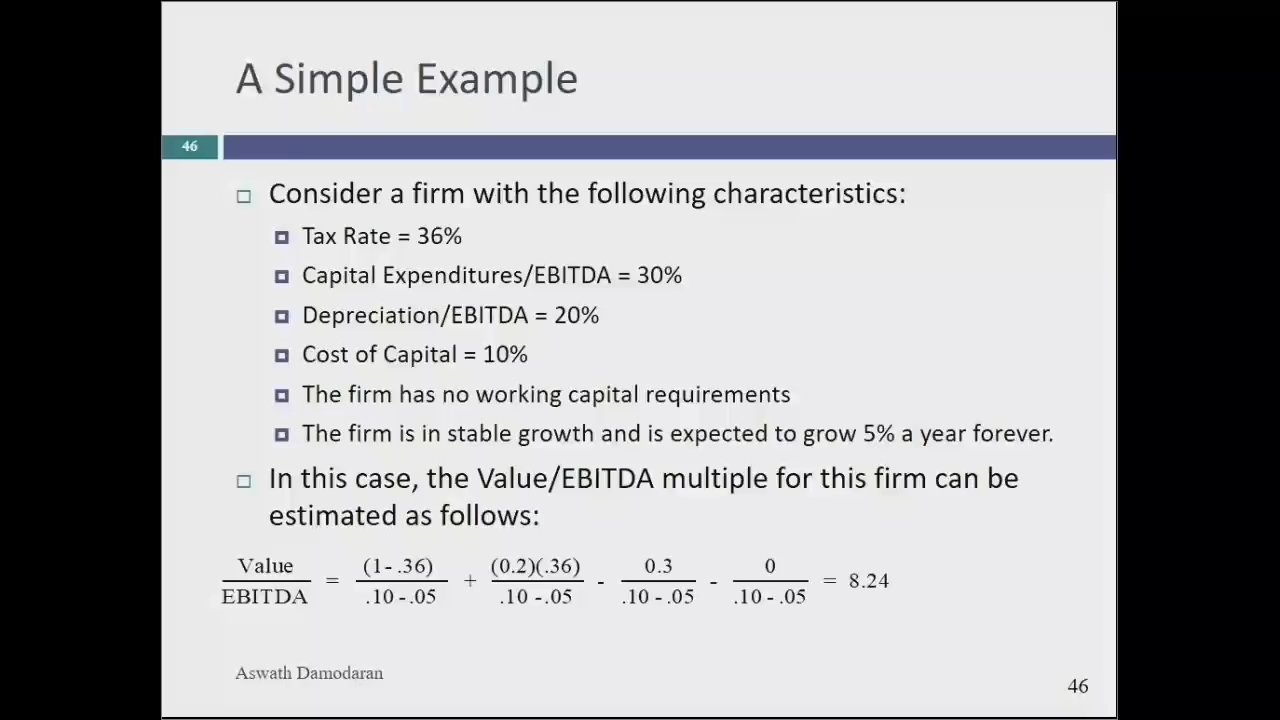 A Simple Example
46
Consider a firm with the following characteristics:
Tax Rate = 36%
Capital Expenditures/EBITDA = 30%
Depreciation/EBITDA = 20%
Cost of Capital = 10%
The firm has no working capital requirements
The firm is in stable growth and is expected to grow 5% a year forever.
In this case, the Value/EBITDA multiple for this firm can be
estimated as follows:
Value (1- .36) (0.2)(.36) 0.3 0
= + - - = 8.24
EBITDA .10 -.05 .10 -.05 .10 - .05 .10 - .05
Aswath Damodaran
46